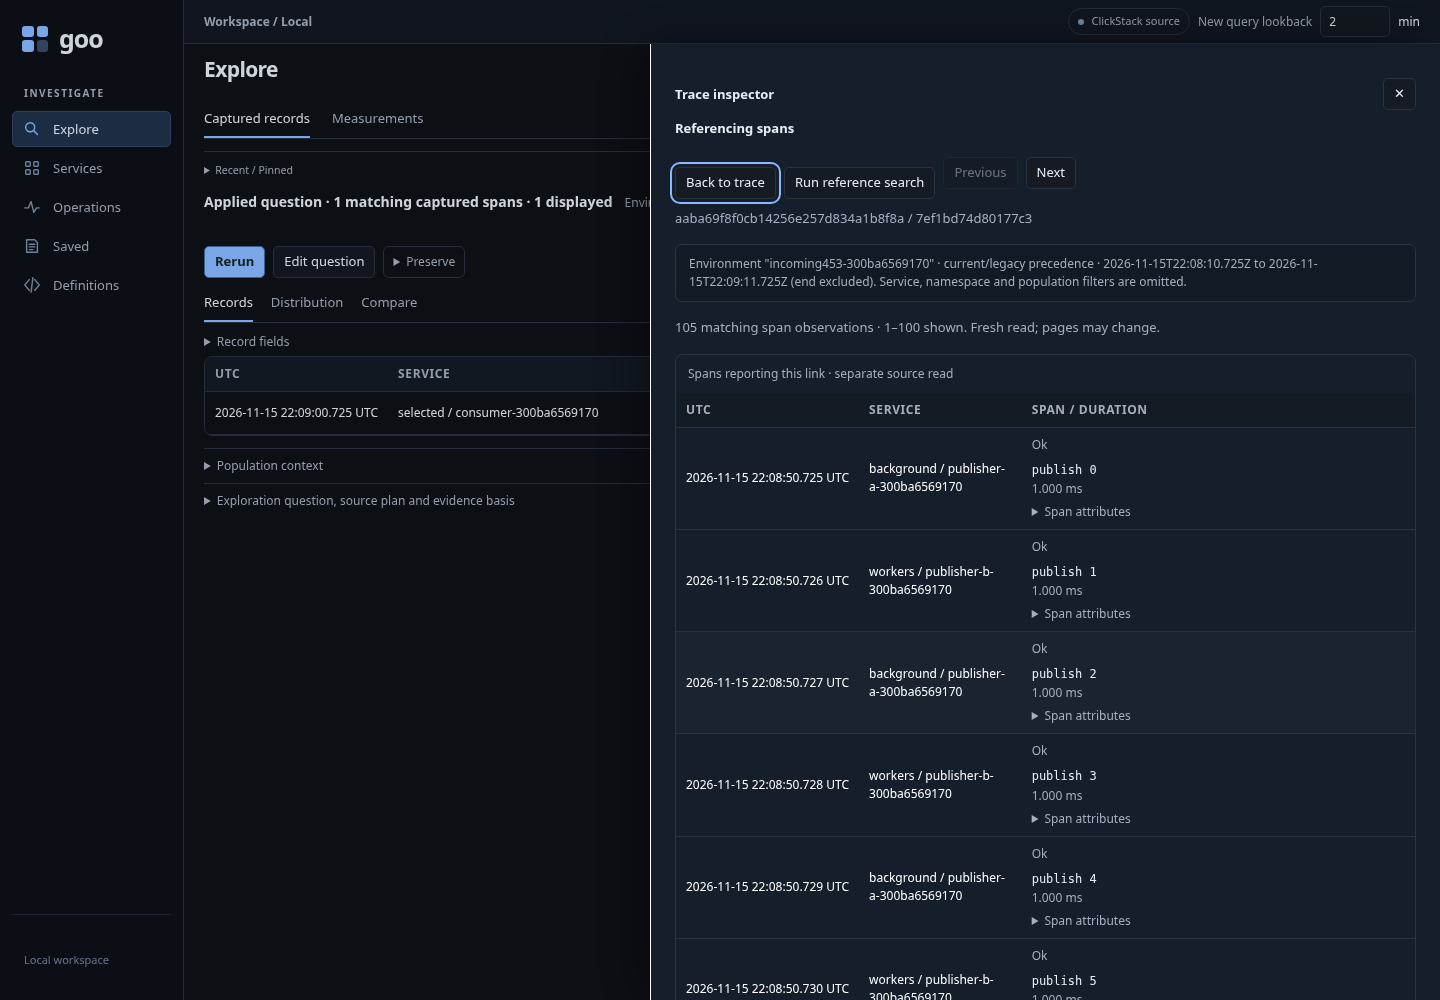 goo
INVESTIGATE
Explore
Services
Operations
Saved
Definitions
Local workspace
Workspace / Local
ClickStack source
New query lookback
2
min
Explore
Captured records
Measurements
Recent / Pinned
Applied question · 1 matching captured spans · 1 displayed
Rerun
Edit question
Preserve
Records
Distribution
Compare
Record fields
UTC
SERVICE
2026-11-15 22:09:00.725 UTC
selected / consumer-300ba6569170
Population context
Exploration question, source plan and evidence basis
Trace inspector
✕
Referencing spans
Back to trace
Run reference search
Previous
Next
aaba69f8f0cb14256e257d834a1b8f8a / 7ef1bd74d80177c3
Environment "incoming453-300ba6569170" · current/legacy precedence · 2026-11-15T22:08:10.725Z to 2026-11-
15T22:09:11.725Z (end excluded). Service, namespace and population filters are omitted.
105 matching span observations · 1–100 shown. Fresh read; pages may change.
Spans reporting this link · separate source read
UTC
SERVICE
SPAN / DURATION
2026-11-15 22:08:50.725 UTC
background / publisher-
a-300ba6569170
Ok
publish 0
1.000 ms
Span attributes
2026-11-15 22:08:50.726 UTC
workers / publisher-b-
300ba6569170
Ok
publish 1
1.000 ms
Span attributes
2026-11-15 22:08:50.727 UTC
background / publisher-
a-300ba6569170
Ok
publish 2
1.000 ms
Span attributes
2026-11-15 22:08:50.728 UTC
workers / publisher-b-
300ba6569170
Ok
publish 3
1.000 ms
Span attributes
2026-11-15 22:08:50.729 UTC
background / publisher-
a-300ba6569170
Ok
publish 4
1.000 ms
Span attributes
2026-11-15 22:08:50.730 UTC
workers / publisher-b-
300ba6569170
Ok
publish 5
1.000 ms